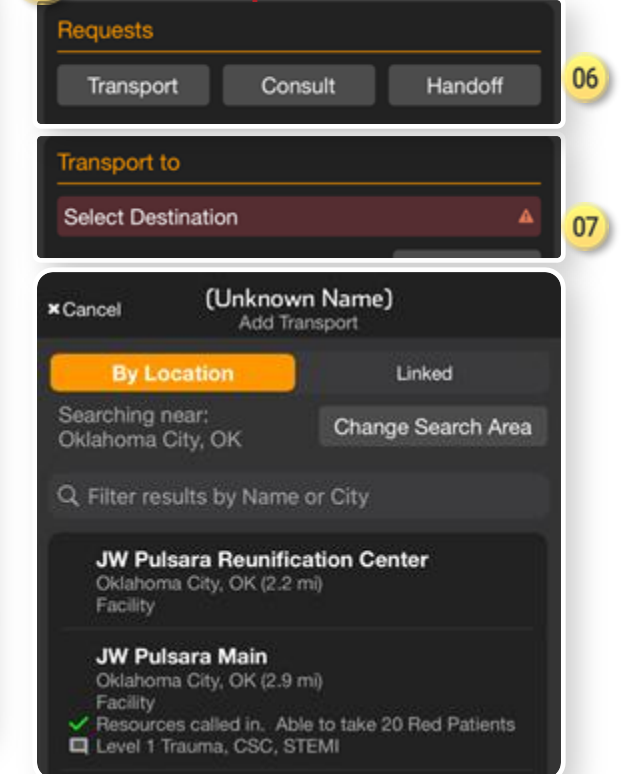 Requests
Transport Consult Handoff
06
Transport to
Select Destination
07
×Cancel (Unknown Name)
Add Transport
By Location Linked
Searching near:
Oklahoma City, OK
Change Search Area
Filter results by Name or City
JW Pulsara Reunification Center
Oklahoma City, OK (2.2 mi)
Facility
JW Pulsara Main
Oklahoma City, OK (2.9 mi)
Facility
Resources called in. Able to take 20 Red Patients
Level 1 Trauma, CSC, STEMI